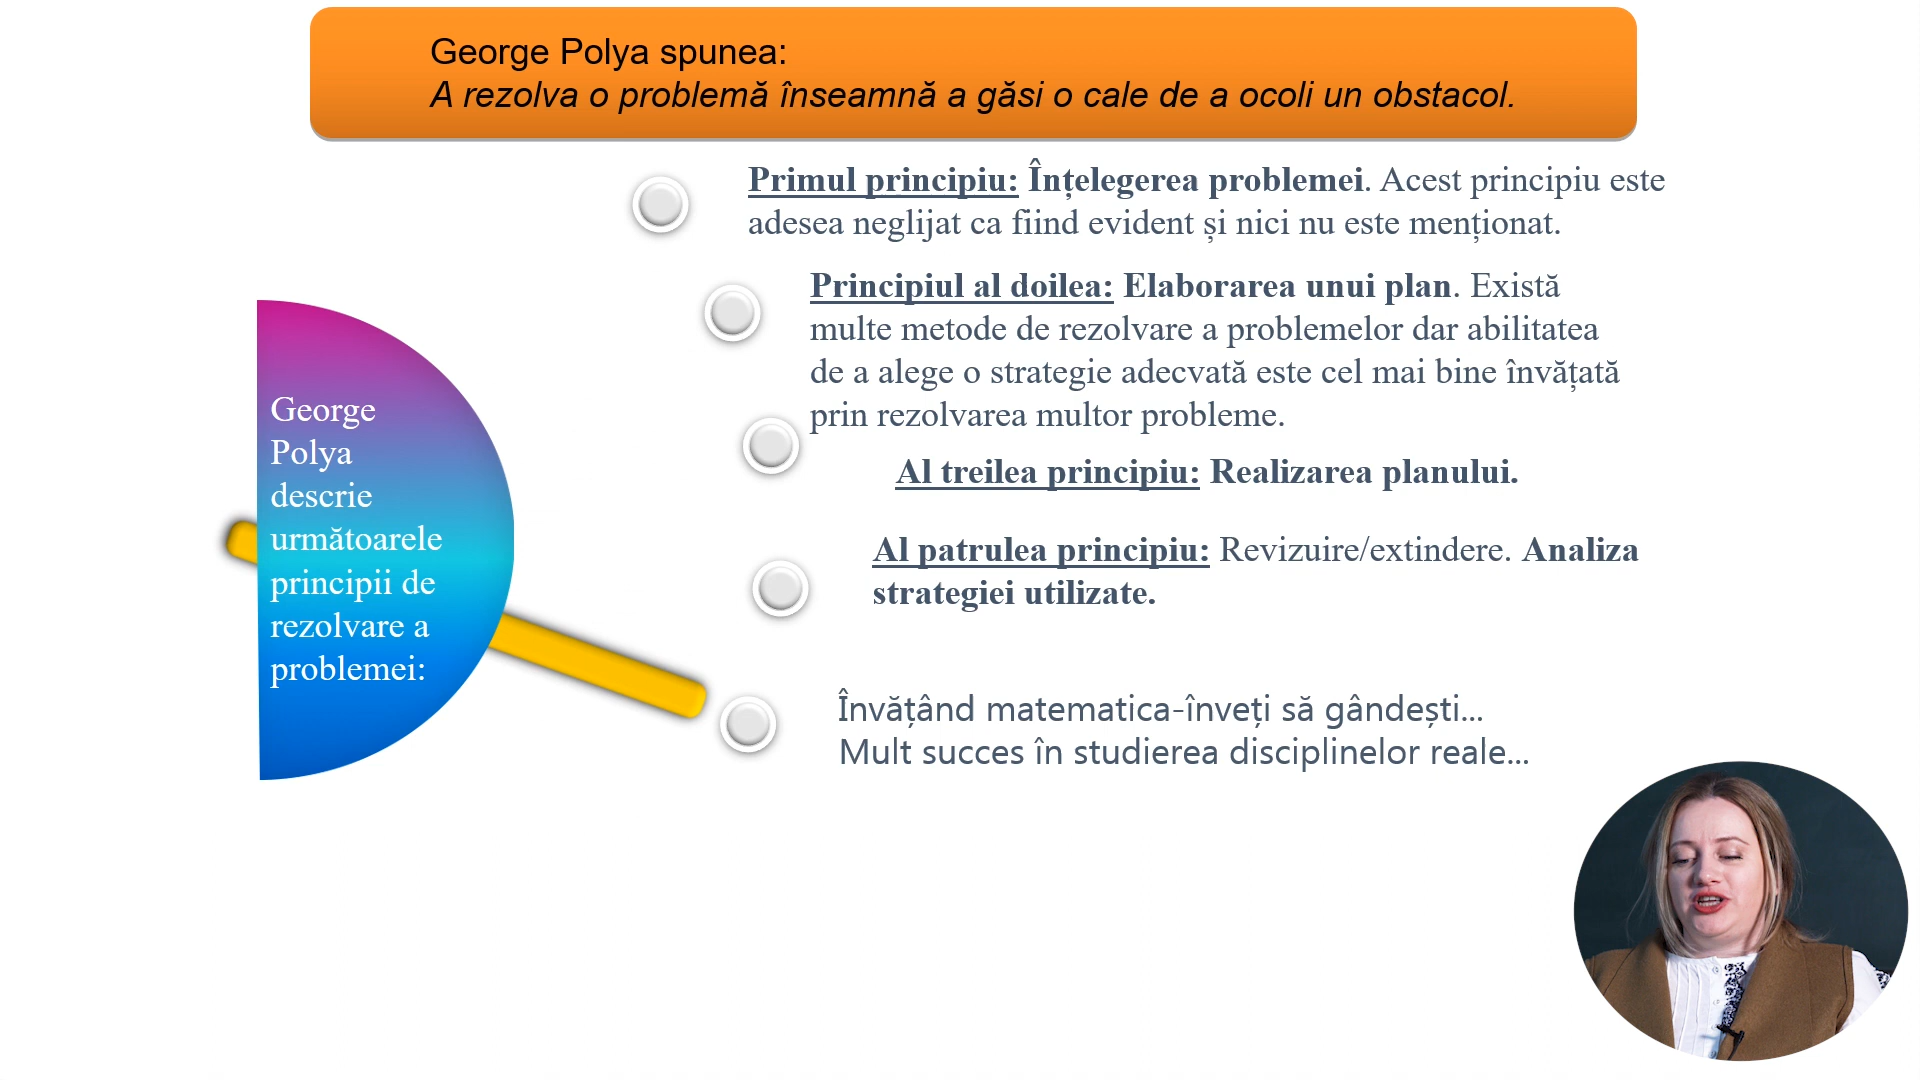 George Polya spunea:
A rezolva o problemă înseamnă a găsi o cale de a ocoli un obstacol.
Primul principiu: Înțelegerea problemei. Acest principiu este
adesea neglijat ca fiind evident și nici nu este menționat.
Principiul al doilea: Elaborarea unui plan. Există
multe metode de rezolvare a problemelor dar abilitatea
de a alege o strategie adecvată este cel mai bine învățată
prin rezolvarea multor probleme.
Al treilea principiu: Realizarea planului.
Al patrulea principiu: Revizuire/extindere. Analiza
strategiei utilizate.
Învățând matematica-înveți să gândești...
Mult succes în studierea disciplinelor reale...
George
Polya
descrie
următoarele
principii de
rezolvare a
problemei: